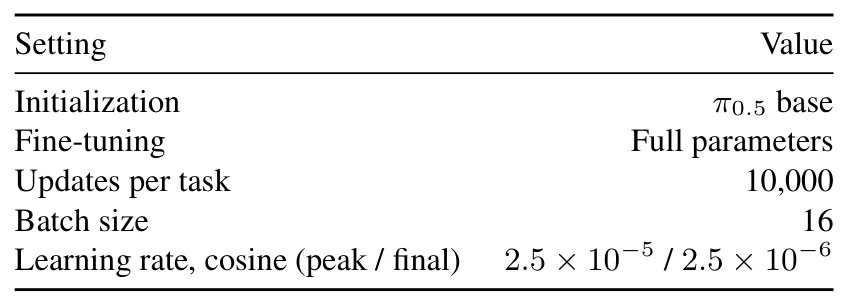 Setting Value
Initialization π₀.₅ base
Fine-tuning Full parameters
Updates per task 10,000
Batch size 16
Learning rate, cosine (peak / final) 2.5 × 10⁻⁵ / 2.5 × 10⁻⁶